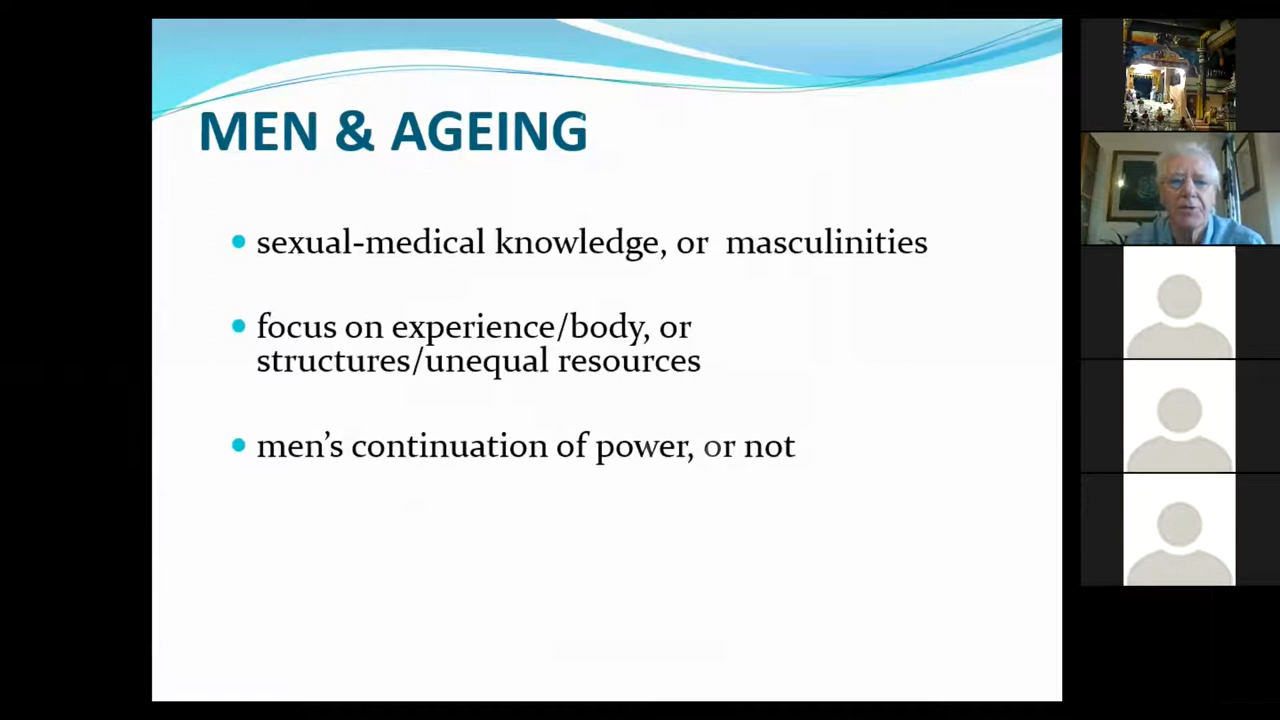 MEN & AGEING
sexual-medical knowledge, or  masculinities
focus on experience/body, or
structures/unequal resources
men’s continuation of power, or not